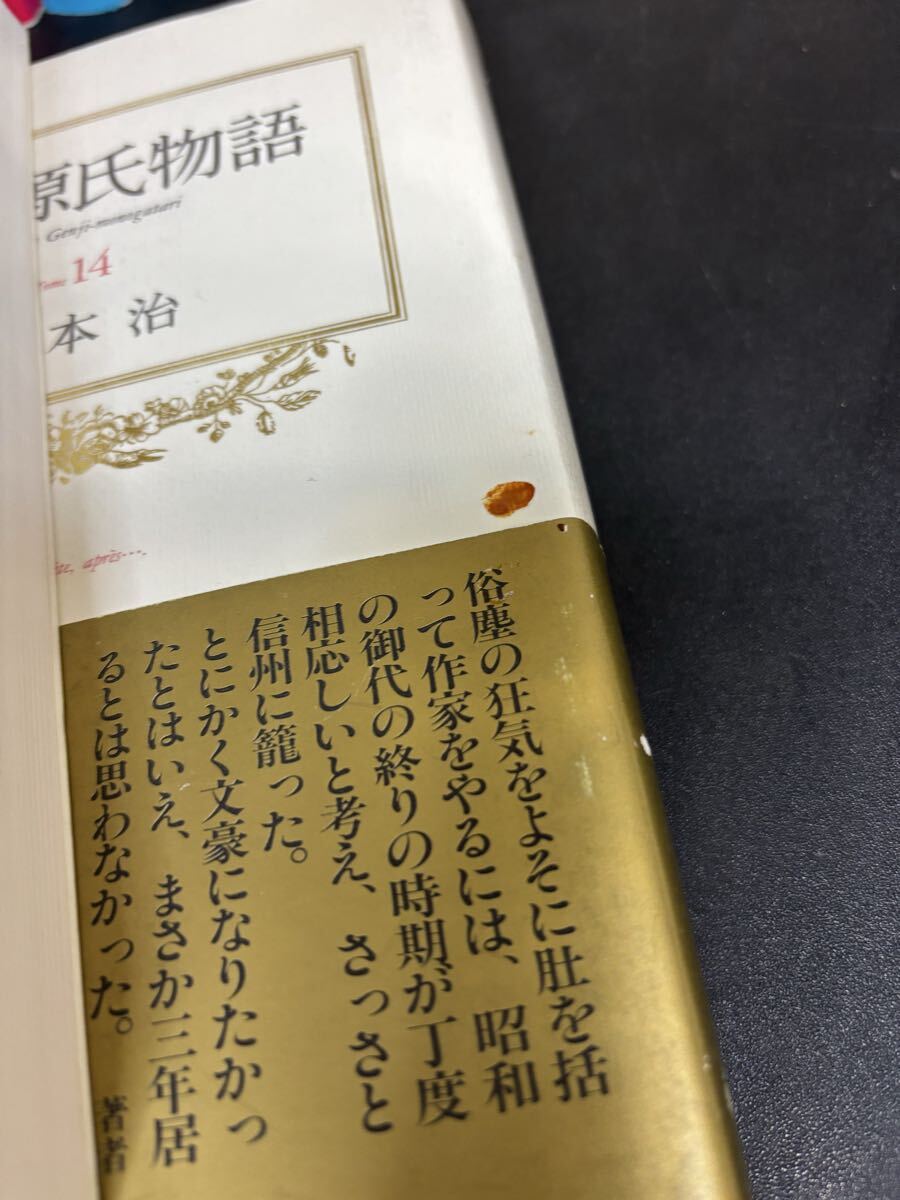 源氏物語
Genji-monogatari
Tome 14
本治
après….
俗塵の狂気をよそに肚を括
って作家をやるには、昭和
の御代の終りの時期が丁度
相応しいと考え、さっさと
信州に籠った。
とにかく文豪になりたかっ
たとはいえ、まさか三年居
るとは思わなかった。 著者